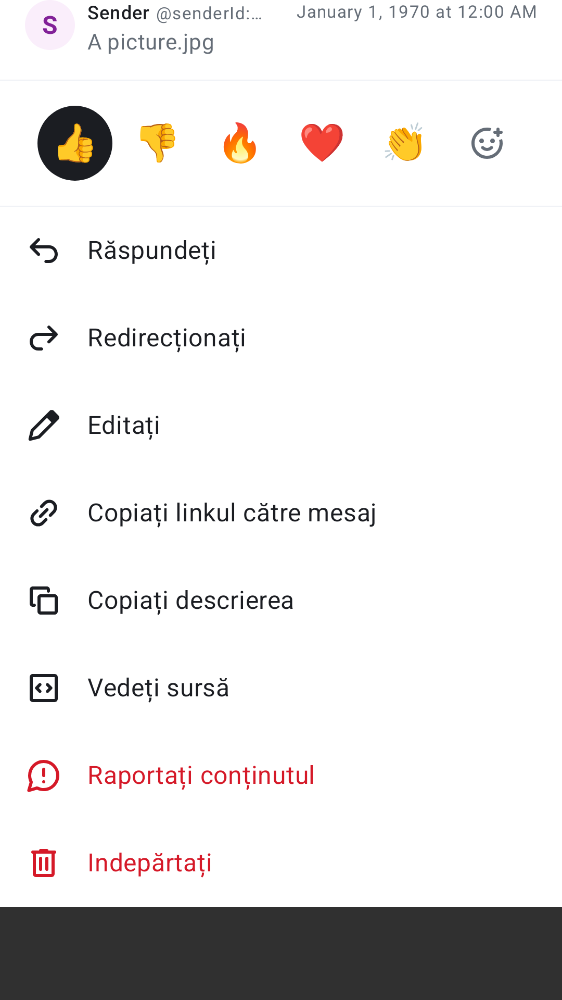 S
Sender @senderId:… January 1, 1970 at 12:00 AM
A picture.jpg
Răspundeți
Redirecționați
Editați
Copiați linkul către mesaj
Copiați descrierea
Vedeți sursă
Raportați conținutul
Indepărtați